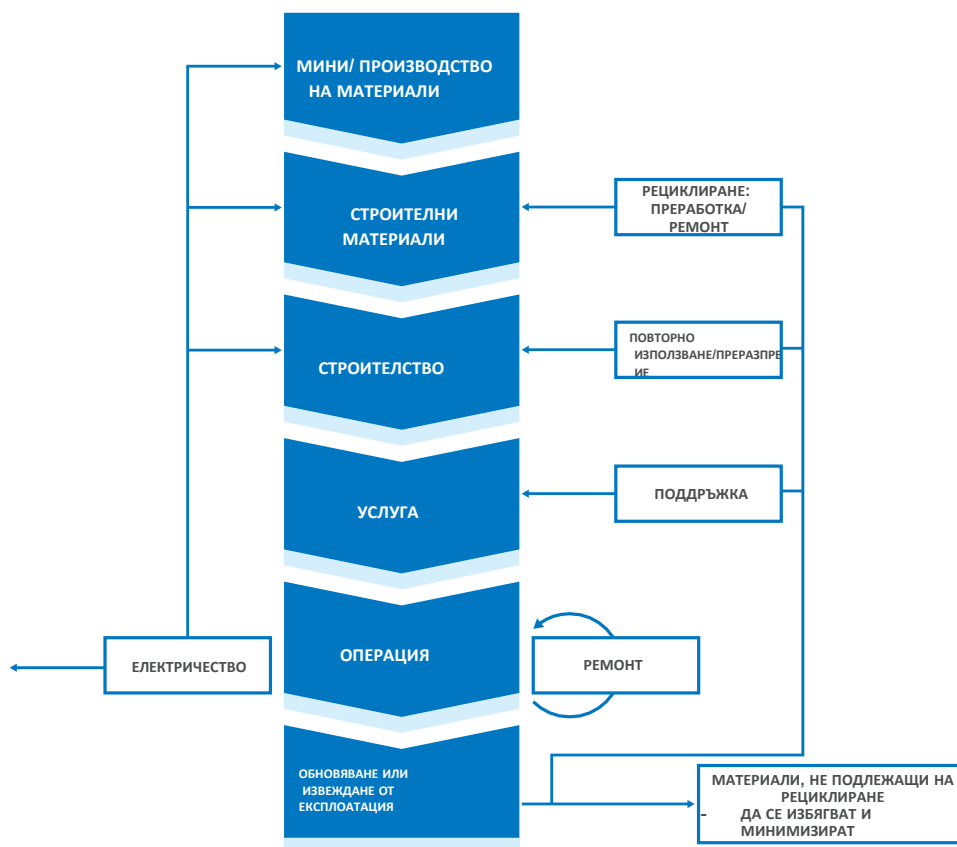 МИНИ/ ПРОИЗВОДСТВО
НА МАТЕРИАЛИ
СТРОИТЕЛНИ
МАТЕРИАЛИ
РЕЦИКЛИРАНЕ:
ПРЕРАБОТКА/
РЕМОНТ
СТРОИТЕЛСТВО
ПОВТОРНО
ИЗПОЛЗВАНЕ/ПРЕРАЗПРЕ
ИЕ
УСЛУГА
ПОДДРЪЖКА
ОПЕРАЦИЯ
ЕЛЕКТРИЧЕСТВО
РЕМОНТ
ОБНОВЯВАНЕ ИЛИ
ИЗВЕЖДАНЕ ОТ
ЕКСПЛОАТАЦИЯ
МАТЕРИАЛИ, НЕ ПОДЛЕЖАЩИ НА
РЕЦИКЛИРАНЕ
- ДА СЕ ИЗБЯГВАТ И
МИНИМИЗИРАТ